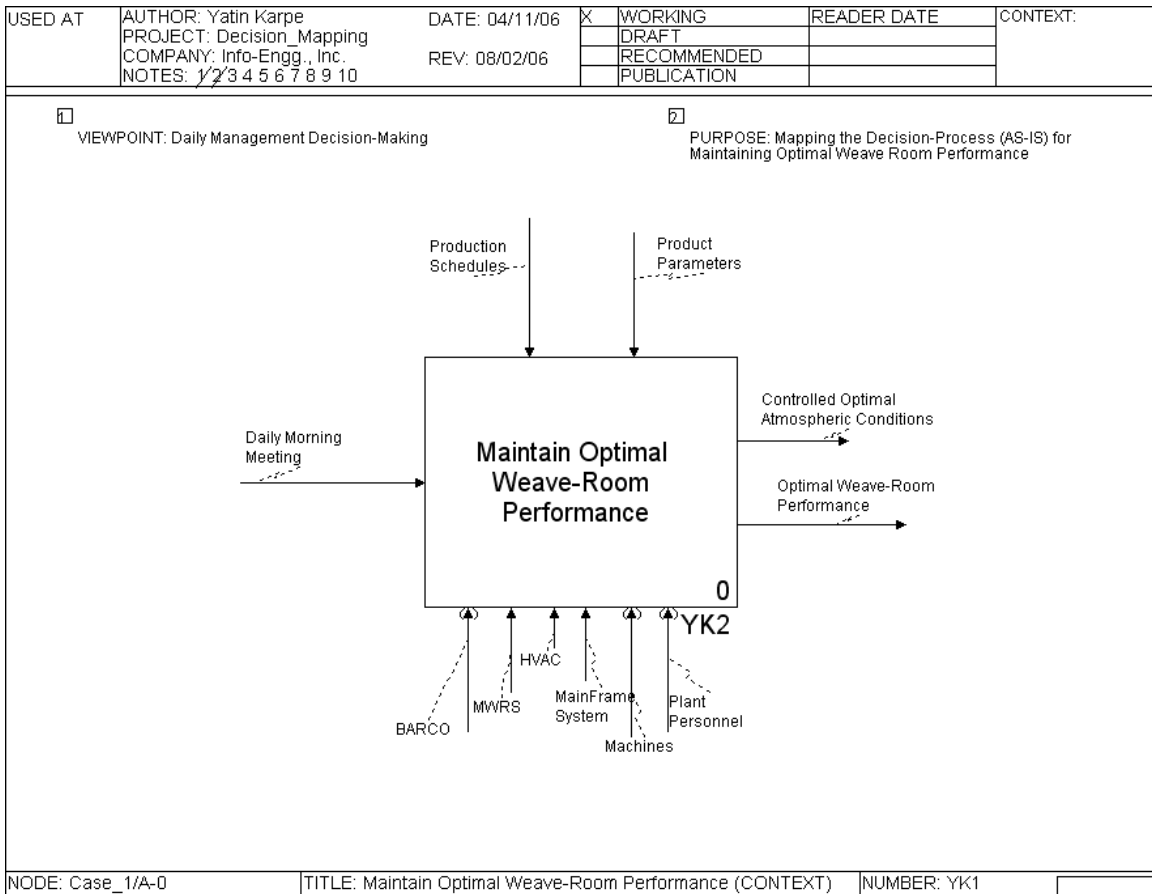 USED AT
AUTHOR: Yatin Karpe
DATE: 04/11/06
PROJECT: Decision_Mapping
COMPANY: Info-Engg., Inc.
REV: 08/02/06
NOTES: 1 2 3 4 5 6 7 8 9 10
X WORKING
DRAFT
RECOMMENDED
PUBLICATION
READER DATE
CONTEXT:
1
VIEWPOINT: Daily Management Decision-Making
2
PURPOSE: Mapping the Decision-Process (AS-IS) for
Maintaining Optimal Weave Room Performance
Production
Schedules
Product
Parameters
Daily Morning
Meeting
Maintain Optimal
Weave-Room
Performance
0
YK2
Controlled Optimal
Atmospheric Conditions
Optimal Weave-Room
Performance
BARCO
MWRS
HVAC
MainFrame
System
Machines
Plant
Personnel
NODE: Case_1/A-0
TITLE: Maintain Optimal Weave-Room Performance (CONTEXT)
NUMBER: YK1